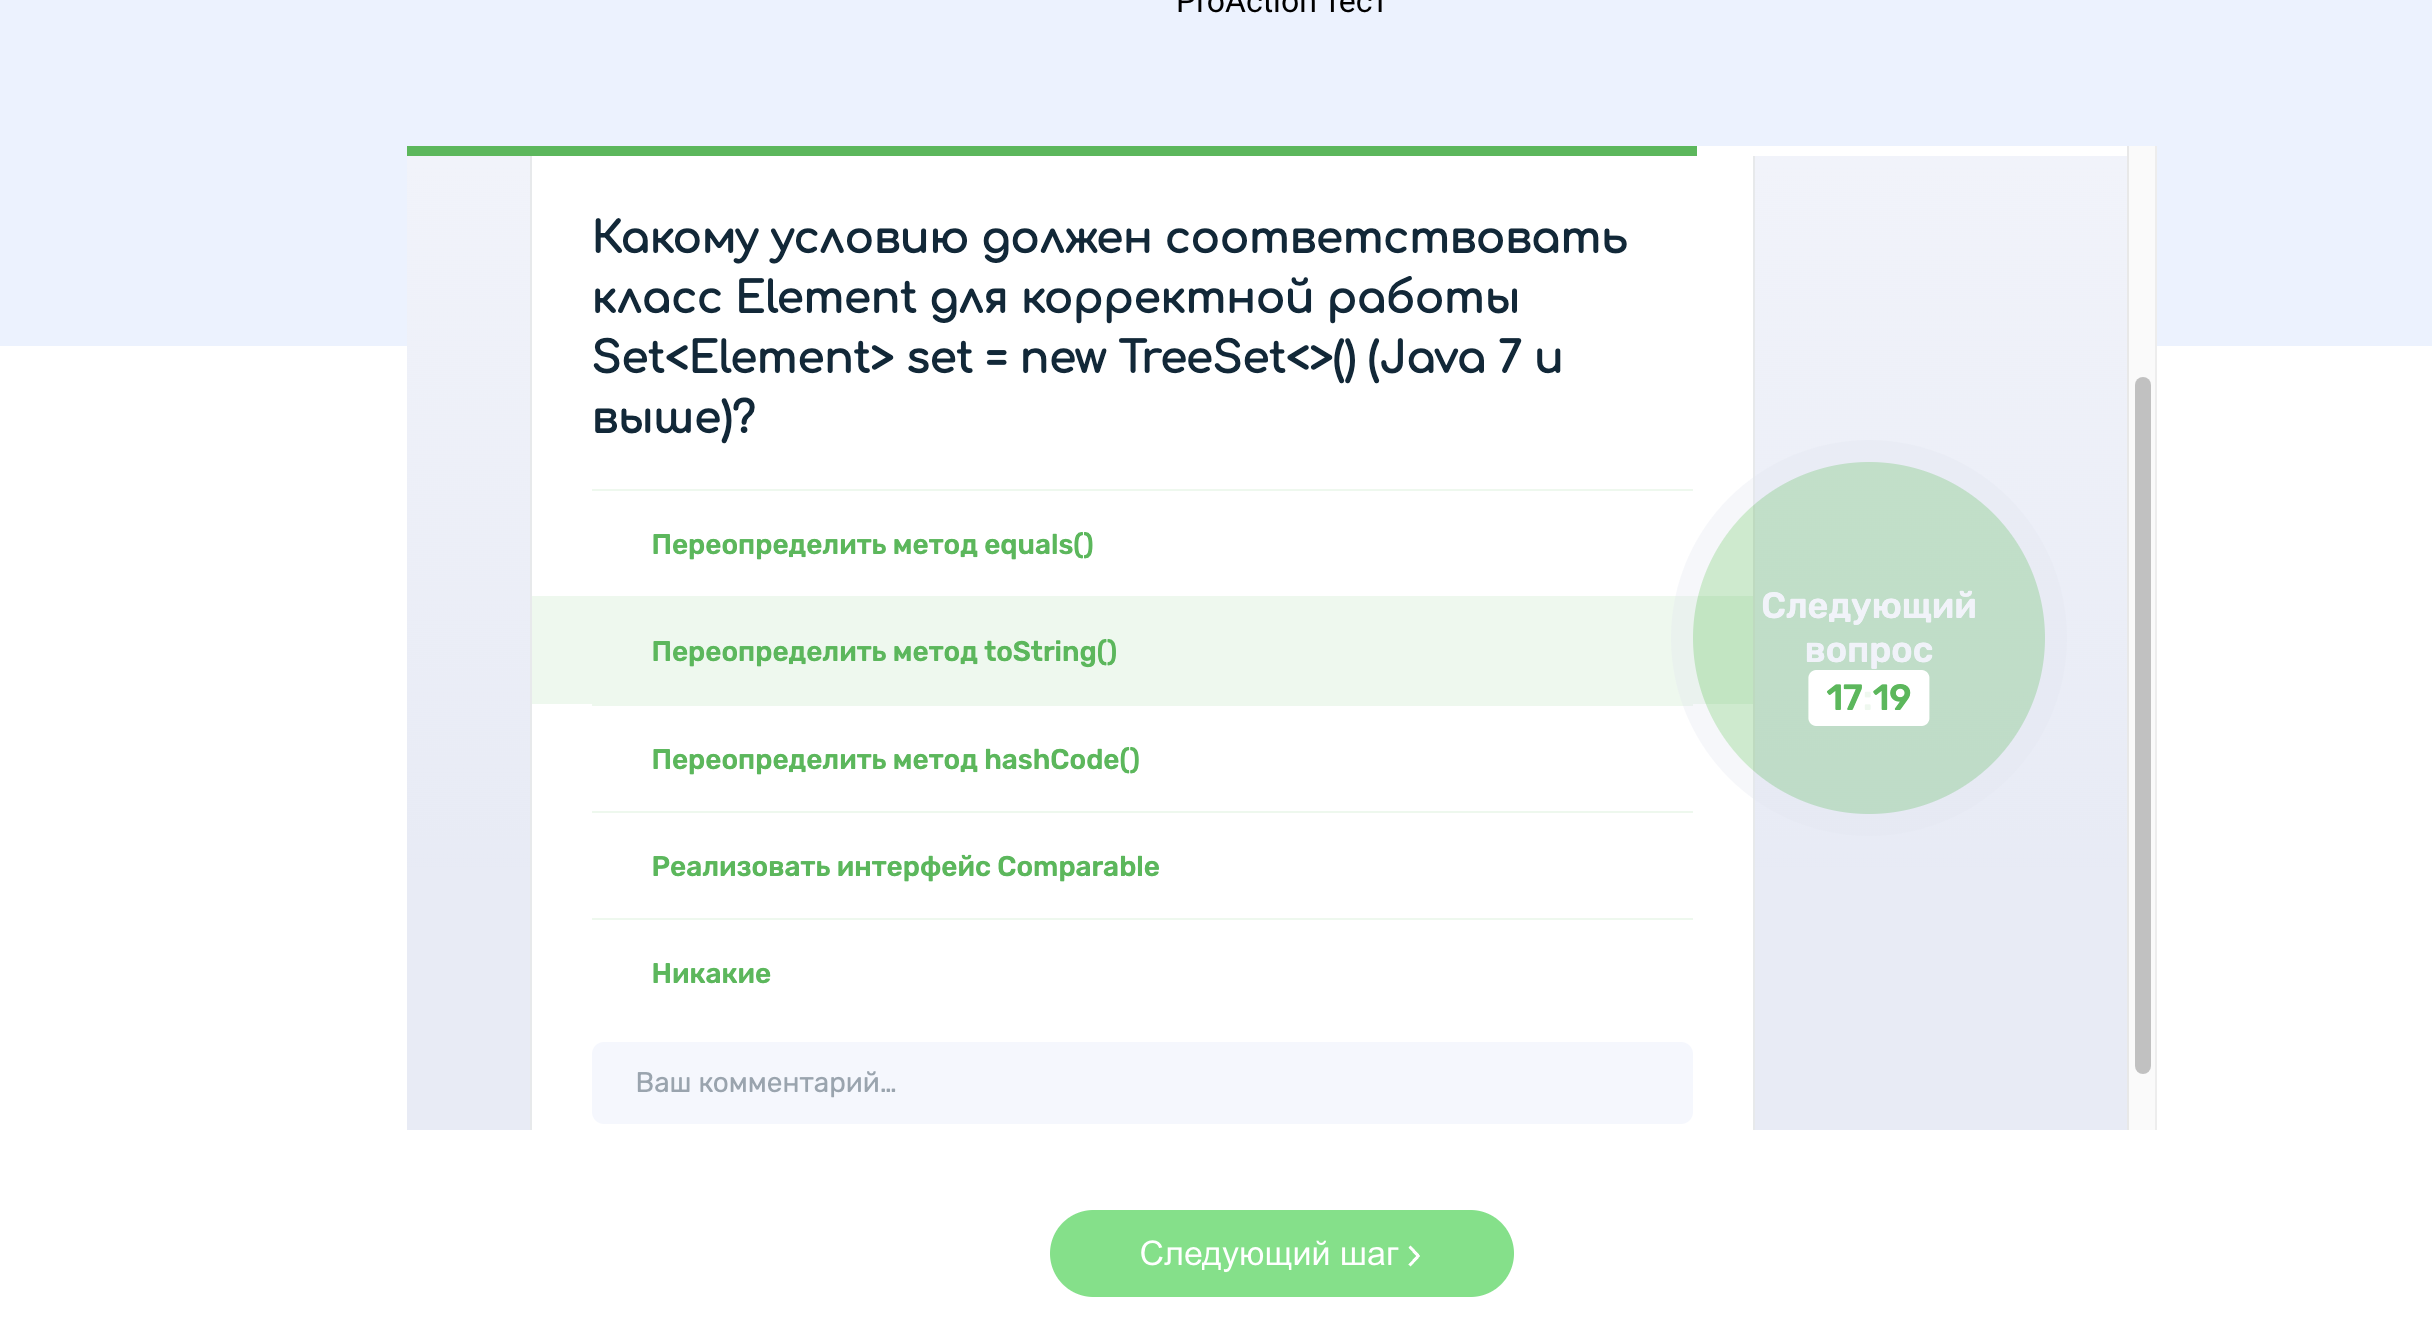 ProAction Тест
Какому условию должен соответствовать
класс Element для корректной работы
Set<Element> set = new TreeSet<>() (Java 7 и
выше)?
Переопределить метод equals()
Переопределить метод toString()
Переопределить метод hashCode()
Реализовать интерфейс Comparable
Никакие
Следующий
вопрос
17:19
Ваш комментарий...
Следующий шаг >